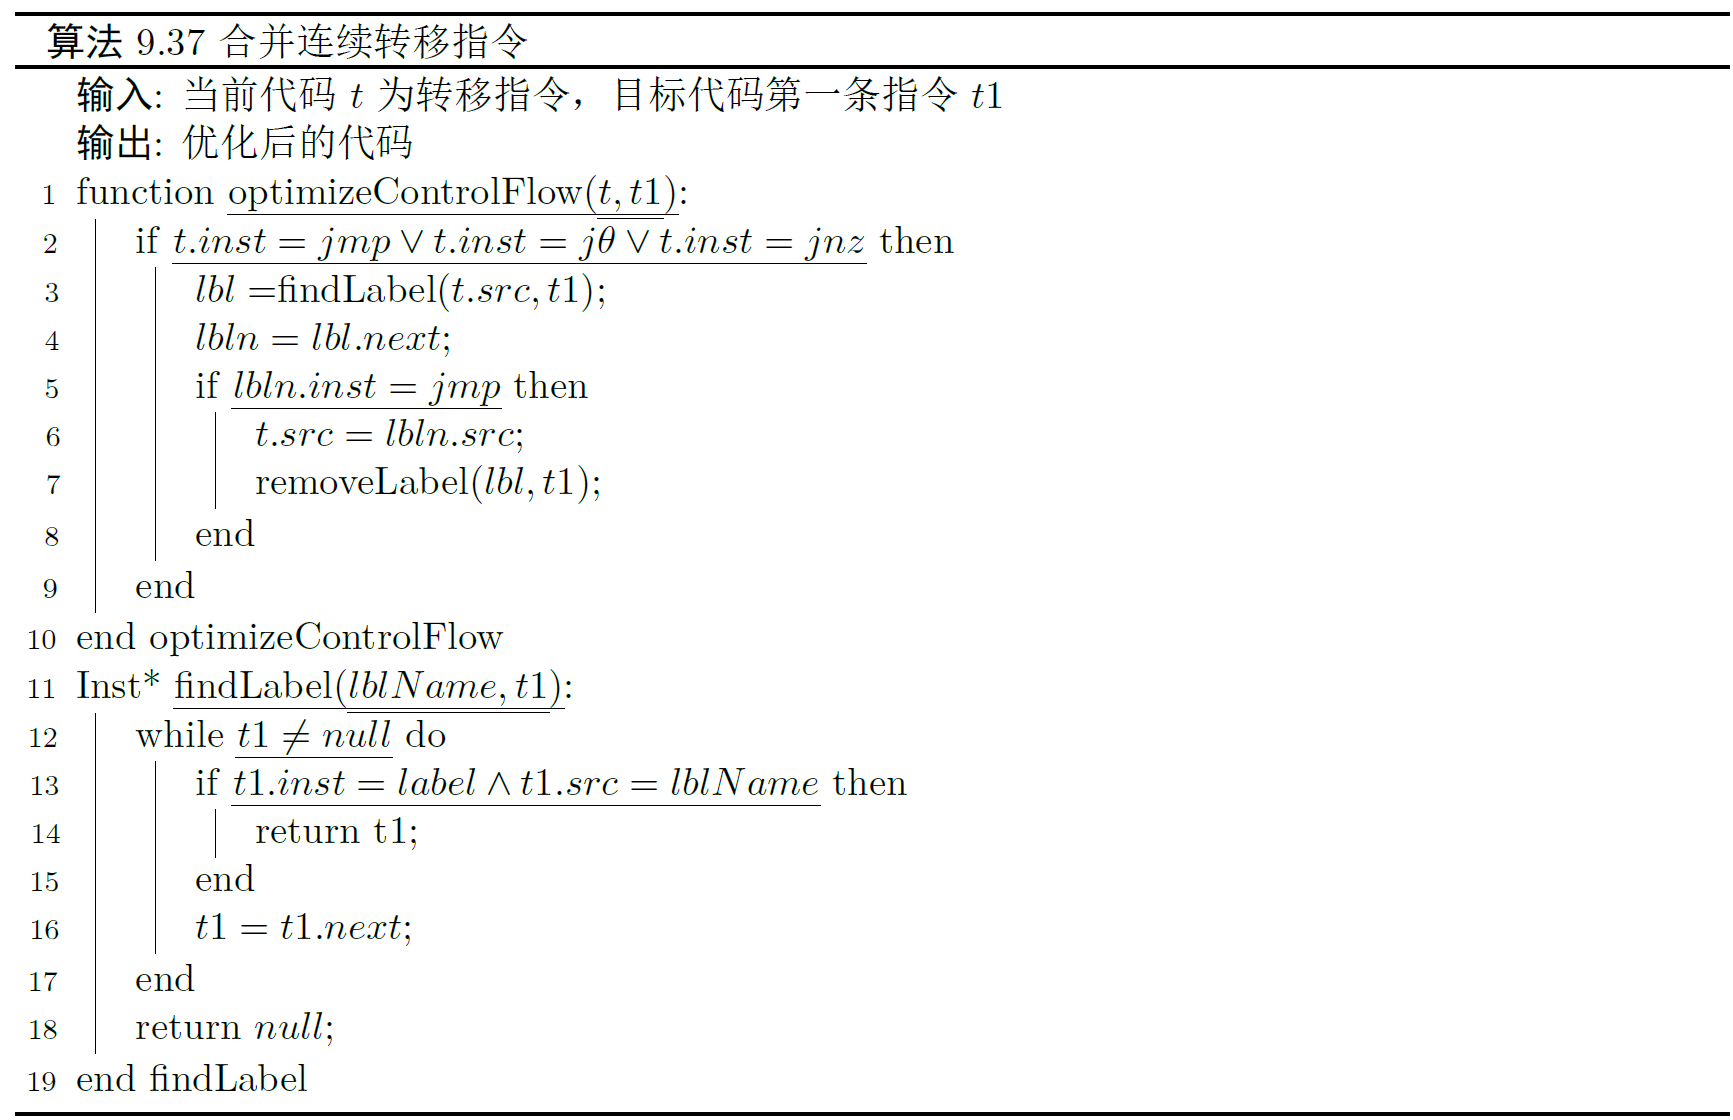 算法 9.37 合并连续转移指令
输入: 当前代码 t 为转移指令，目标代码第一条指令 t1
输出: 优化后的代码
1 function optimizeControlFlow(t, t1):
2 if t.inst = jmp ∨ t.inst = jθ ∨ t.inst = jnz then
3 lbl =findLabel(t.src, t1);
4 lbln = lbl.next;
5 if lbln.inst = jmp then
6 t.src = lbln.src;
7 removeLabel(lbl, t1);
8 end
9 end
10 end optimizeControlFlow
11 Inst* findLabel(lblName, t1):
12 while t1 ≠ null do
13 if t1.inst = label ∧ t1.src = lblName then
14 return t1;
15 end
16 t1 = t1.next;
17 end
18 return null;
19 end findLabel